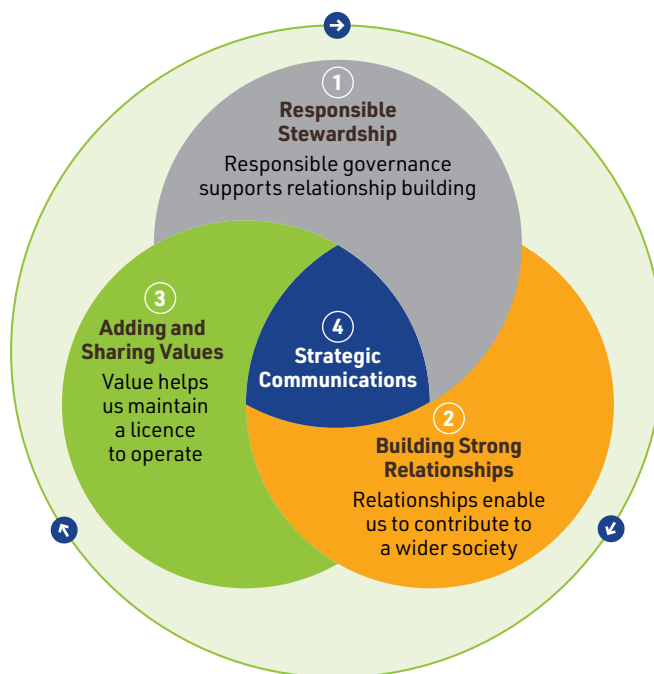 1
Responsible
Stewardship
Responsible governance
supports relationship building
2
Building Strong
Relationships
Relationships enable
us to contribute to
a wider society
3
Adding and
Sharing Values
Value helps
us maintain
a licence
to operate
4
Strategic
Communications